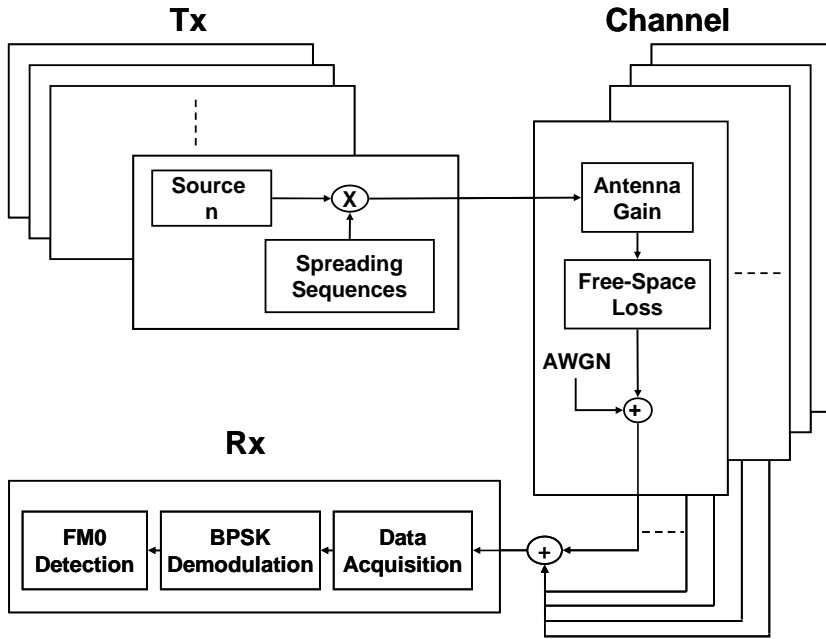 Tx
Channel
Source
n
X
Spreading
Sequences
Antenna
Gain
Free-Space
Loss
AWGN
+
Rx
FM0
Detection
BPSK
Demodulation
Data
Acquisition
+